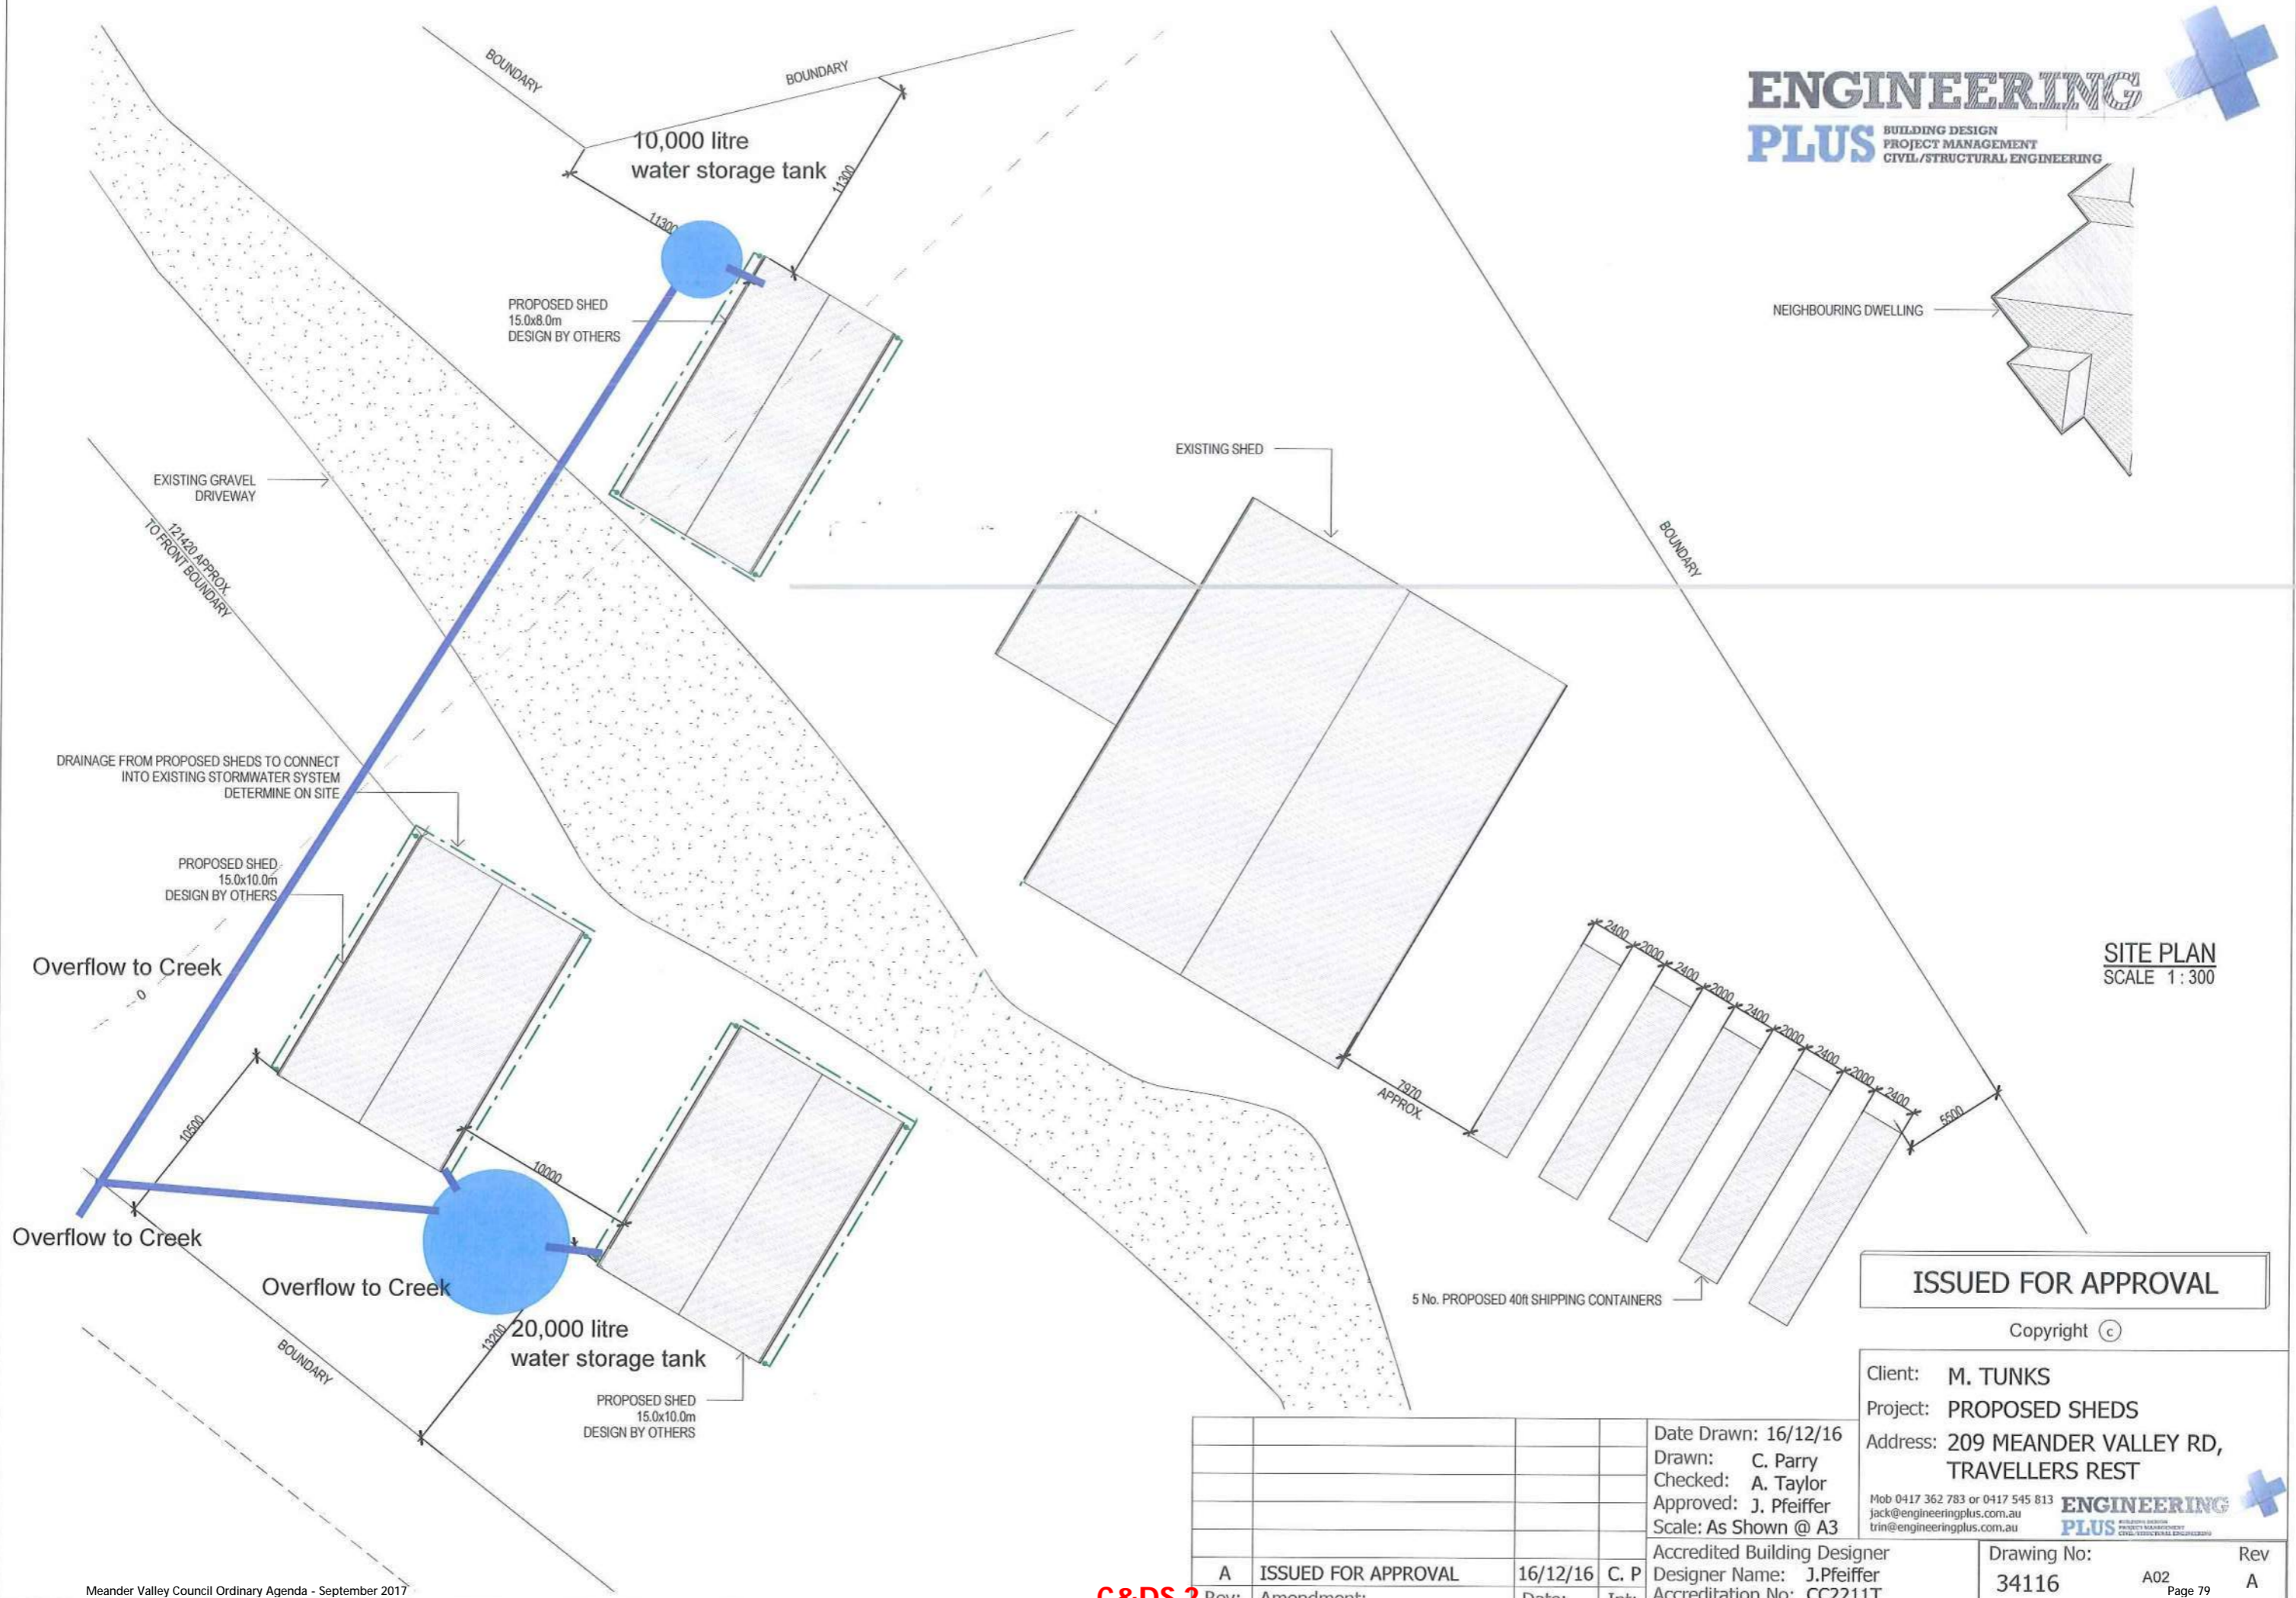 BOUNDARY
BOUNDARY
10,000 litre
water storage tank
11300
11300
PROPOSED SHED
15.0x8.0m
DESIGN BY OTHERS
ENGINEERING
PLUS
BUILDING DESIGN
PROJECT MANAGEMENT
CIVIL/STRUCTURAL ENGINEERING
NEIGHBOURING DWELLING
EXISTING SHED
BOUNDARY
EXISTING GRAVEL
DRIVEWAY
121420 APPROX.
TO FRONT BOUNDARY
DRAINAGE FROM PROPOSED SHEDS TO CONNECT
INTO EXISTING STORMWATER SYSTEM
DETERMINE ON SITE
PROPOSED SHED
15.0x10.0m
DESIGN BY OTHERS
Overflow to Creek
0
10500
10000
Overflow to Creek
Overflow to Creek
20,000 litre
water storage tank
13200
BOUNDARY
PROPOSED SHED
15.0x10.0m
DESIGN BY OTHERS
7970
APPROX.
2400
2000
2400
2000
2400
2000
2400
2000
2400
5500
5 No. PROPOSED 40ft SHIPPING CONTAINERS
SITE PLAN
SCALE 1 : 300
ISSUED FOR APPROVAL
Copyright ©
Client: M. TUNKS
Project: PROPOSED SHEDS
Address: 209 MEANDER VALLEY RD,
TRAVELLERS REST
Mob 0417 362 783 or 0417 545 813
jack@engineeringplus.com.au
trin@engineeringplus.com.au
ENGINEERING
PLUS
Date Drawn: 16/12/16
Drawn: C. Parry
Checked: A. Taylor
Approved: J. Pfeiffer
Scale: As Shown @ A3
Accredited Building Designer
Designer Name: J.Pfeiffer
Accreditation No: CC2211T
A ISSUED FOR APPROVAL 16/12/16 C. P
Rev: Amendment: Date: Int:
Drawing No:
34116 A02
Rev
A
Meander Valley Council Ordinary Agenda - September 2017
C&DS 2
Page 79